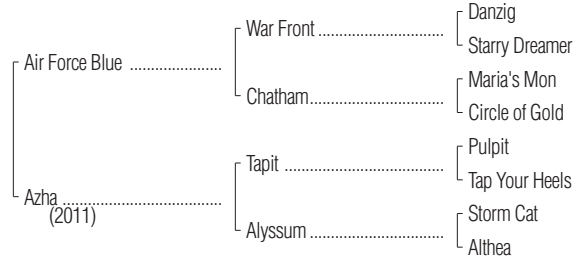 Danzig
War Front
Starry Dreamer
Air Force Blue
Maria's Mon
Chatham
Circle of Gold
Pulpit
Tapit
Tap Your Heels
Azha
(2011)
Storm Cat
Alyssum
Althea